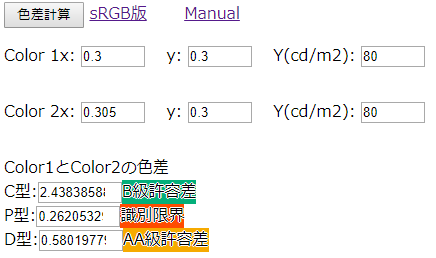 色差計算 sRGB版 Manual
Color 1x: 0.3 y: 0.3 Y(cd/m2): 80
Color 2x: 0.305 y: 0.3 Y(cd/m2): 80
Color1とColor2の色差
C型: 2.4383858 B級許容差
P型: 0.2620532 識別限界
D型: 0.5801977 AA級許容差